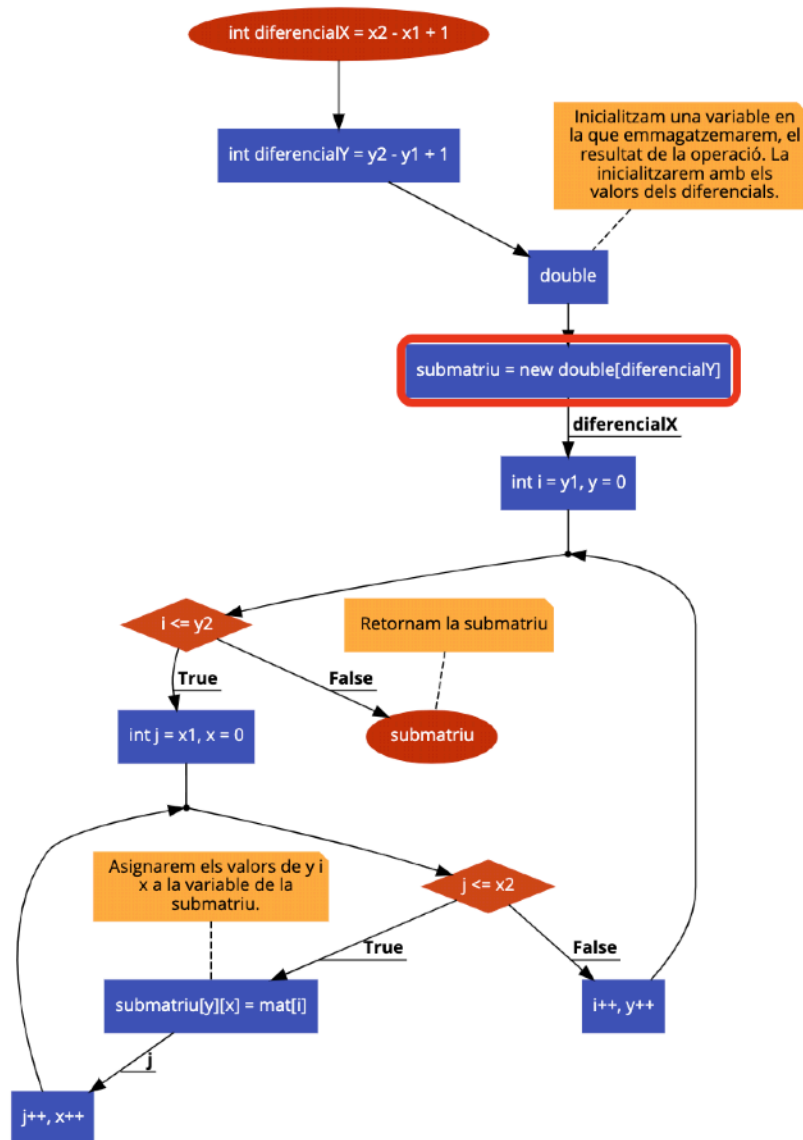 int diferencialX = x2 - x1 + 1
Inicialitzam una variable en
la que emmagatzemarem, el
resultat de la operació. La
inicialitzarem amb els
valors dels diferencials.
int diferencialY = y2 - y1 + 1
double
submatriu = new double[diferencialY]
diferencialX
int i = y1, y = 0
i <= y2
Retornam la submatriu
True
False
int j = x1, x = 0
submatriu
Asignarem els valors de y i
x a la variable de la
submatriu.
j <= x2
True
False
submatriu[y][x] = mat[i]
i++, y++
j
j++, x++